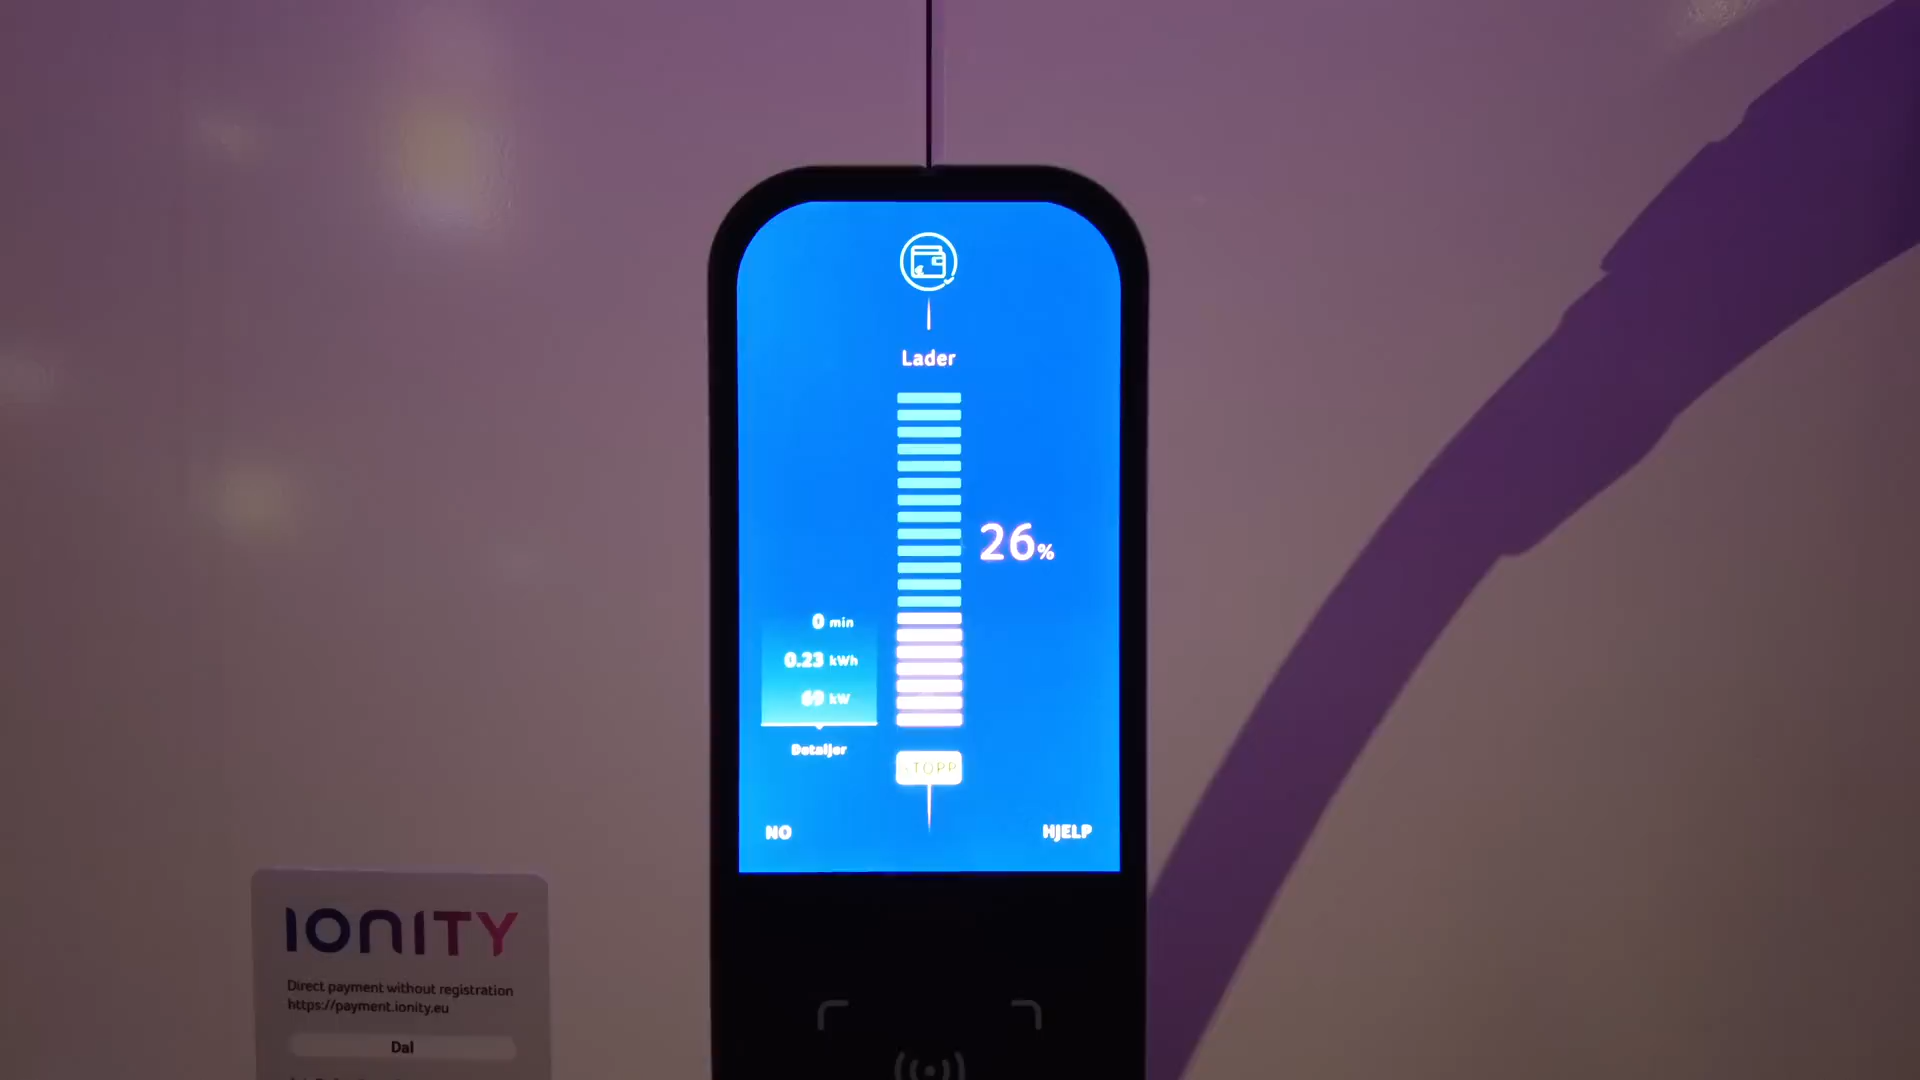 Lader
26%
0 min
0.23 kWh
69 kW
Detaljer
STOPP
NO
HJELP
IONITY
Direct payment without registration
https://payment.ionity.eu
Dal